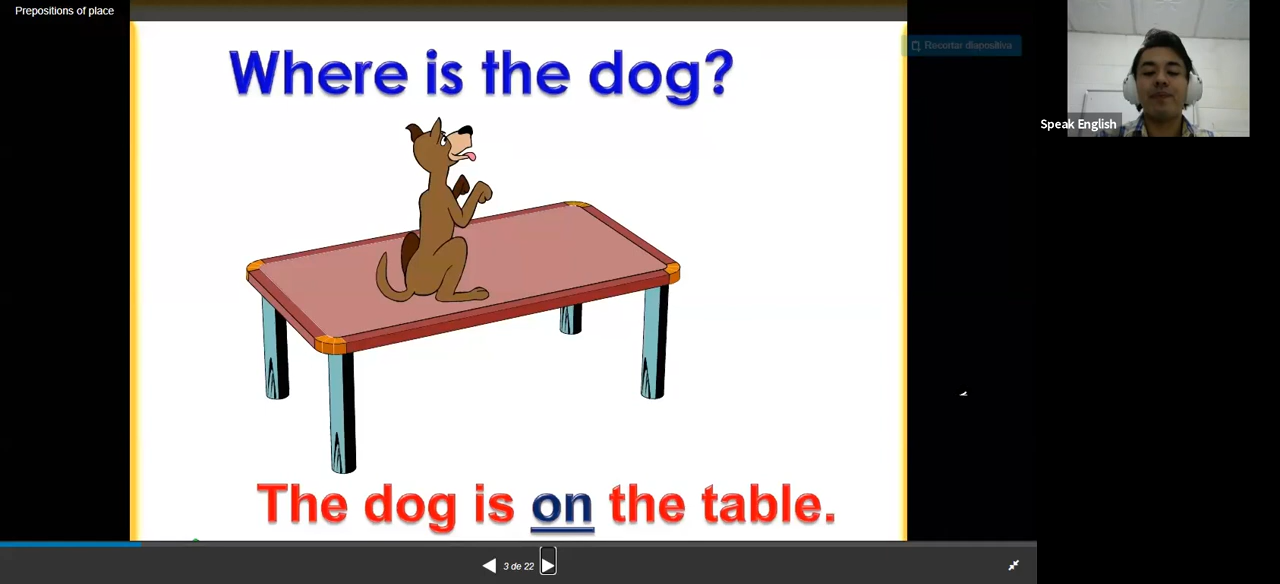 Prepositions of place
Where is the dog?
Recortar diapositiva
Speak English
The dog is on the table.
3 de 22